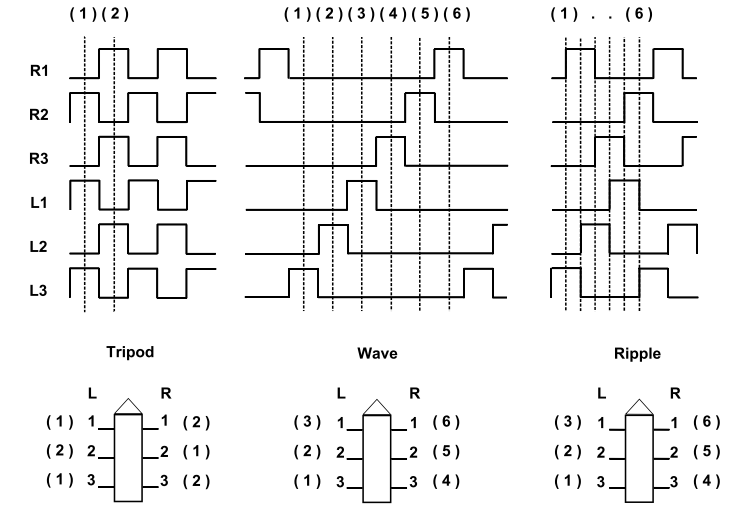 (1) (2) (1) (2) (3) (4) (5) (6) (1) . . (6)
R1
R2
R3
L1
L2
L3
Tripod Wave Ripple
L R L R L R
(1) 1 1 (2) (3) 1 1 (6) (3) 1 1 (6)
(2) 2 2 (1) (2) 2 2 (5) (2) 2 2 (5)
(1) 3 3 (2) (1) 3 3 (4) (1) 3 3 (4)